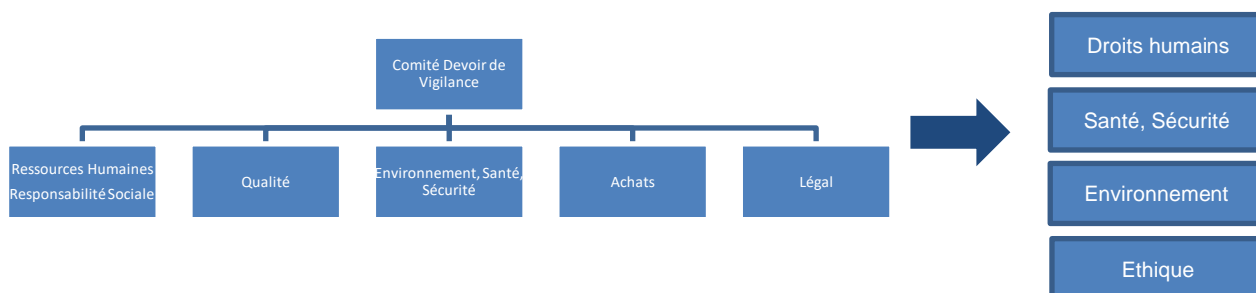 Comité Devoir de
Vigilance
Ressources Humaines
Responsabilité Sociale
Qualité
Environnement, Santé,
Sécurité
Achats
Légal
Droits humains
Santé, Sécurité
Environnement
Ethique